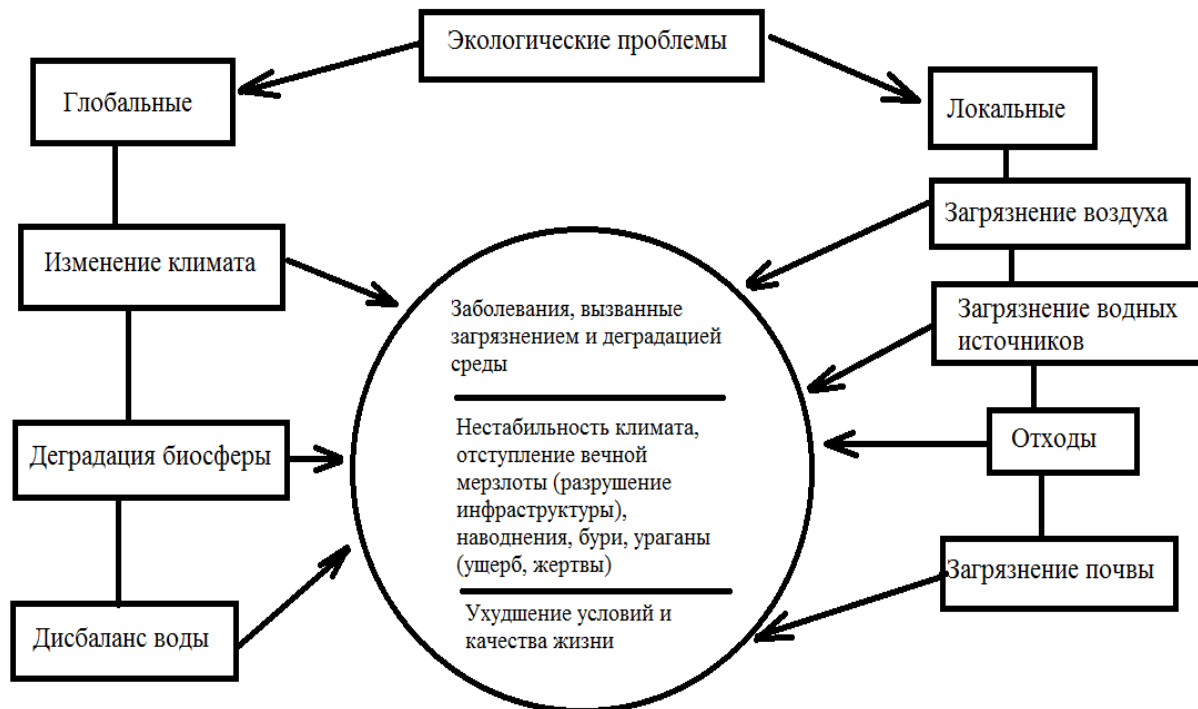 Экологические проблемы
Глобальные
Локальные
Изменение климата
Деградация биосферы
Дисбаланс воды
Заболевания, вызванные
загрязнением и деградацией
среды
Нестабильность климата,
отступление вечной
мерзлоты (разрушение
инфраструктуры),
наводнения, бури, ураганы
(ущерб, жертвы)
Ухудшение условий и
качества жизни
Загрязнение воздуха
Загрязнение водных
источников
Отходы
Загрязнение почвы